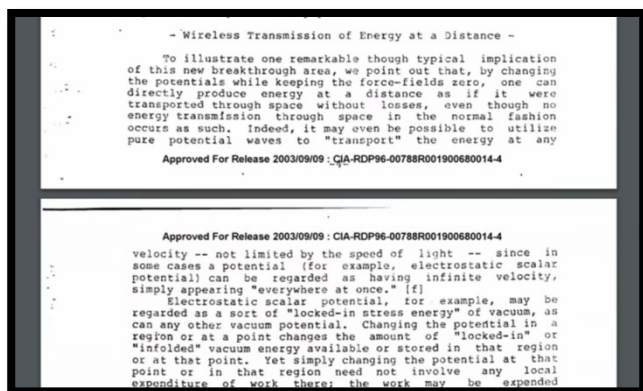 - Wireless Transmission of Energy at a Distance -
To illustrate one remarkable though typical implication
of this new breakthrough area, we point out that, by changing
the potentials while keeping the force-fields zero, one can
directly produce energy at a distance as if it were
transported through space without losses, even though no
energy transmission through space in the normal fashion
occurs as such. Indeed, it may even be possible to utilize
pure potential waves to "transport" the energy at any
Approved For Release 2003/09/09 : CIA-RDP96-00788R001900680014-4
Approved For Release 2003/09/09 : CIA-RDP96-00788R001900680014-4
velocity -- not limited by the speed of light -- since in
some cases a potential (for example, electrostatic scalar
potential) can be regarded as having infinite velocity,
simply appearing "everywhere at once." [f]
Electrostatic scalar potential, for example, may be
regarded as a sort of "locked-in stress energy" of vacuum, as
can any other vacuum potential. Changing the potential in a
region or at a point changes the amount of "locked-in" or
"infolded" vacuum energy available or stored in that region
or at that point. Yet simply changing the potential at that
point or in that region need not involve any local
expenditure of work there; the work may be expended